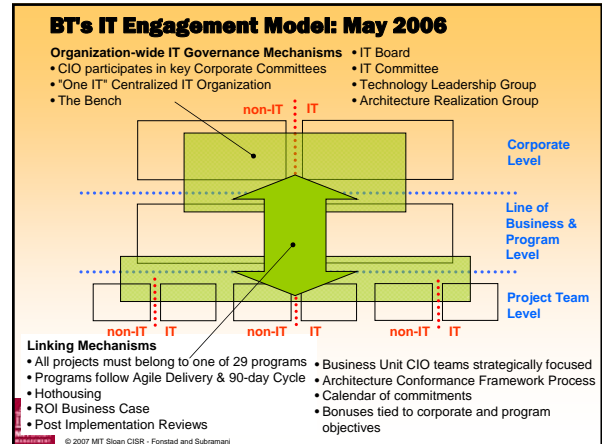 BT's IT Engagement Model: May 2006
Organization-wide IT Governance Mechanisms
• CIO participates in key Corporate Committees
• "One IT" Centralized IT Organization
• The Bench
• IT Board
• IT Committee
• Technology Leadership Group
• Architecture Realization Group
non-IT IT
Corporate
Level
Line of
Business &
Program
Level
Project Team
Level
non-IT IT non-IT IT non-IT IT
Linking Mechanisms
• All projects must belong to one of 29 programs
• Programs follow Agile Delivery & 90-day Cycle
• Hothousing
• ROI Business Case
• Post Implementation Reviews
• Business Unit CIO teams strategically focused
• Architecture Conformance Framework Process
• Calendar of commitments
• Bonuses tied to corporate and program
objectives
© 2007 MIT Sloan CISR - Fonstad and Subramani